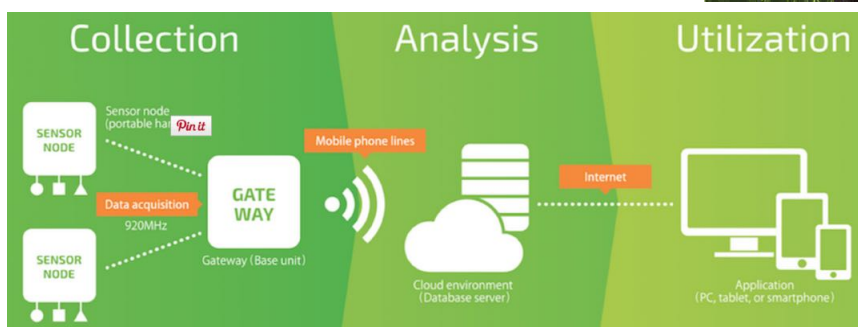 Collection
Analysis
Utilization
Sensor node
(portable
Pin it
SENSOR
NODE
Data acquisition
920MHz
GATE
WAY
Gateway (Base unit)
SENSOR
NODE
Mobile phone lines
Cloud environment
(Database server)
Internet
Application
(PC, tablet, or smartphone)